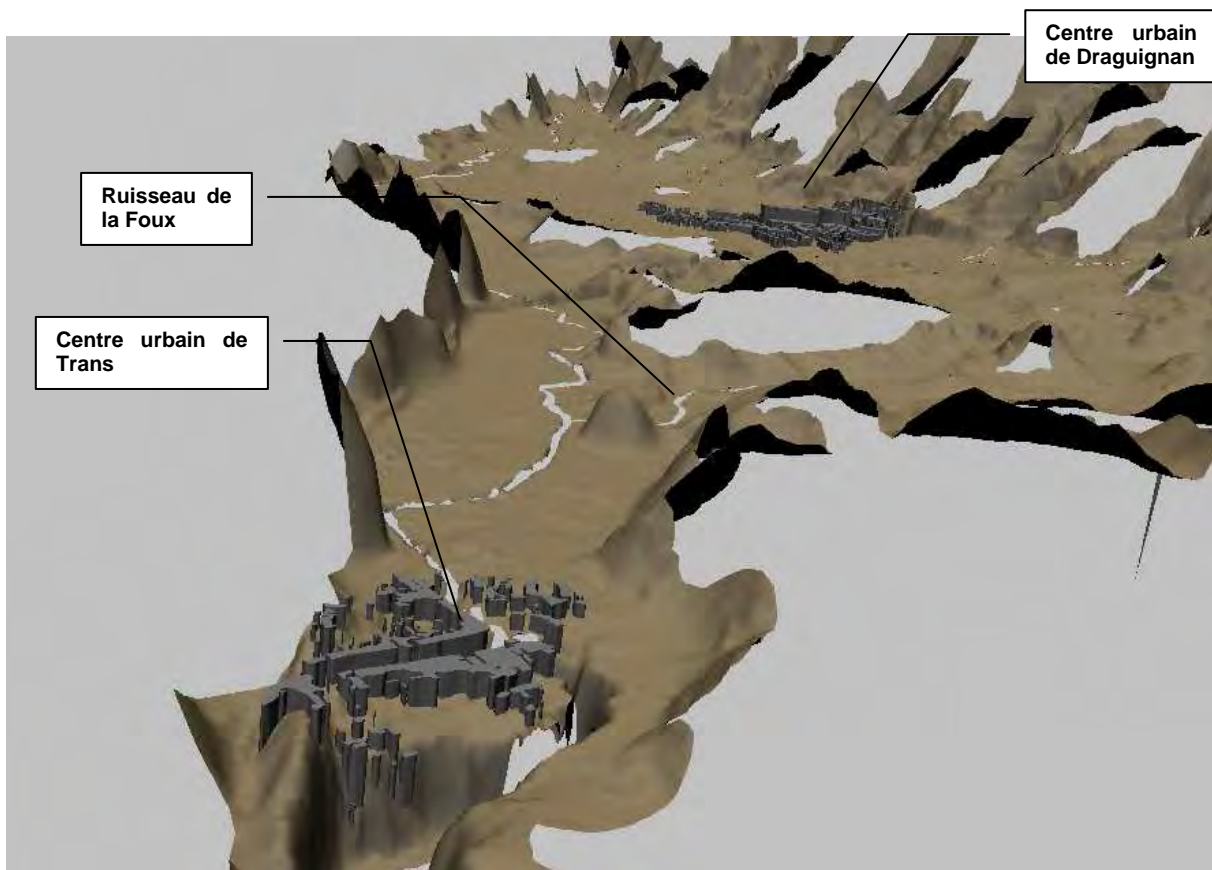 Centre urbain
de Draguignan
Ruisseau de
la Foux
Centre urbain de
Trans